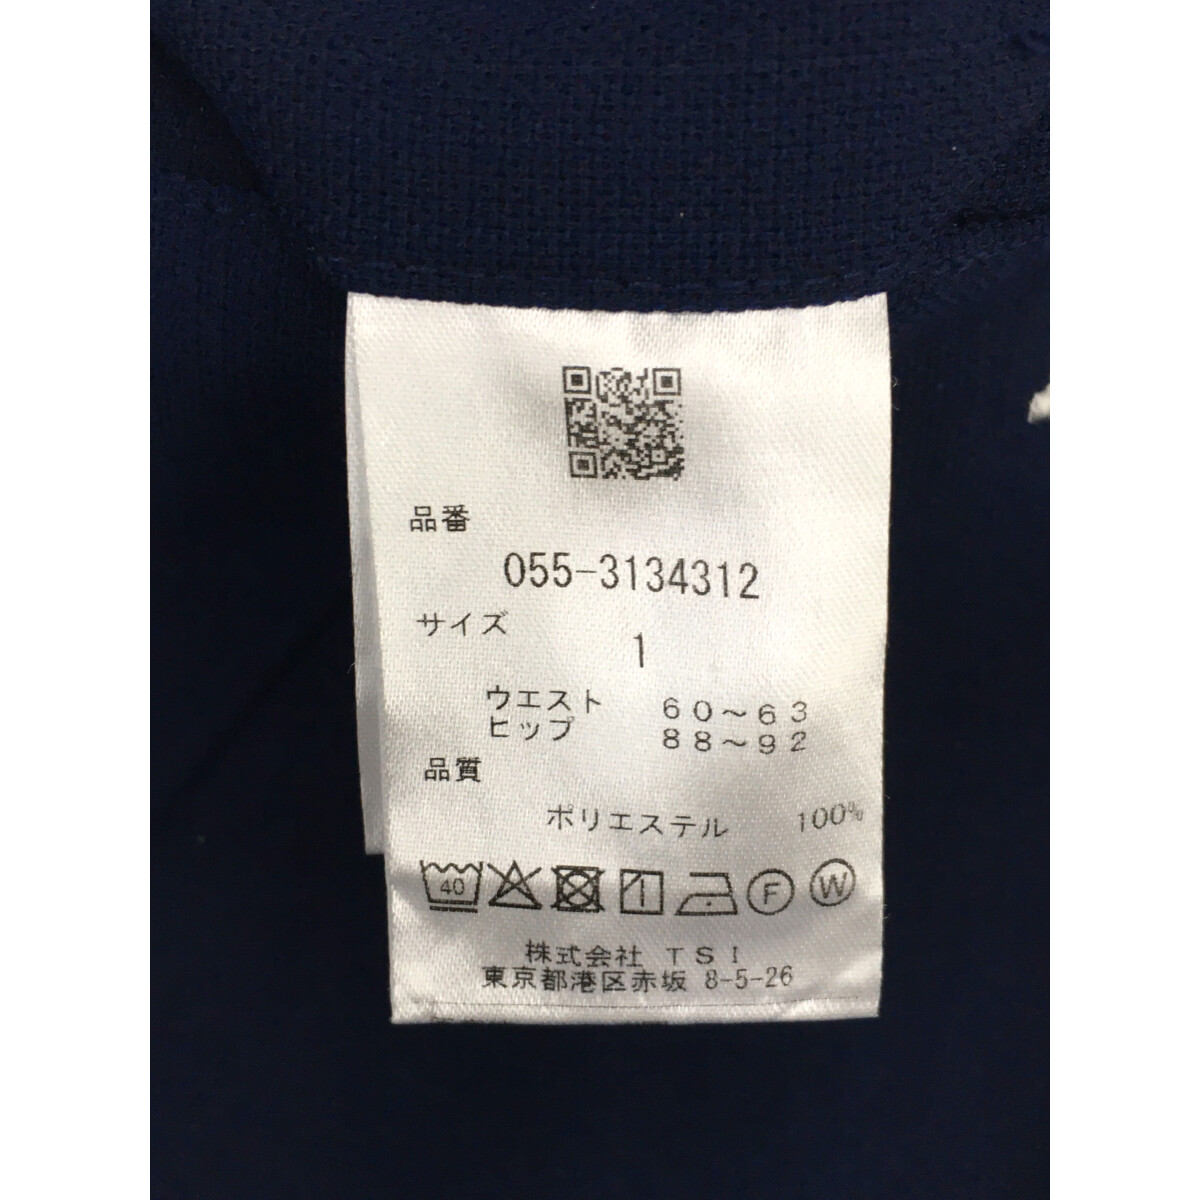 品番
055-3134312
サイズ
1
ウエスト 60～63
ヒップ 88～92
品質
ポリエステル 100%
40 F W
株式会社 TSI
東京都港区赤坂 8-5-26